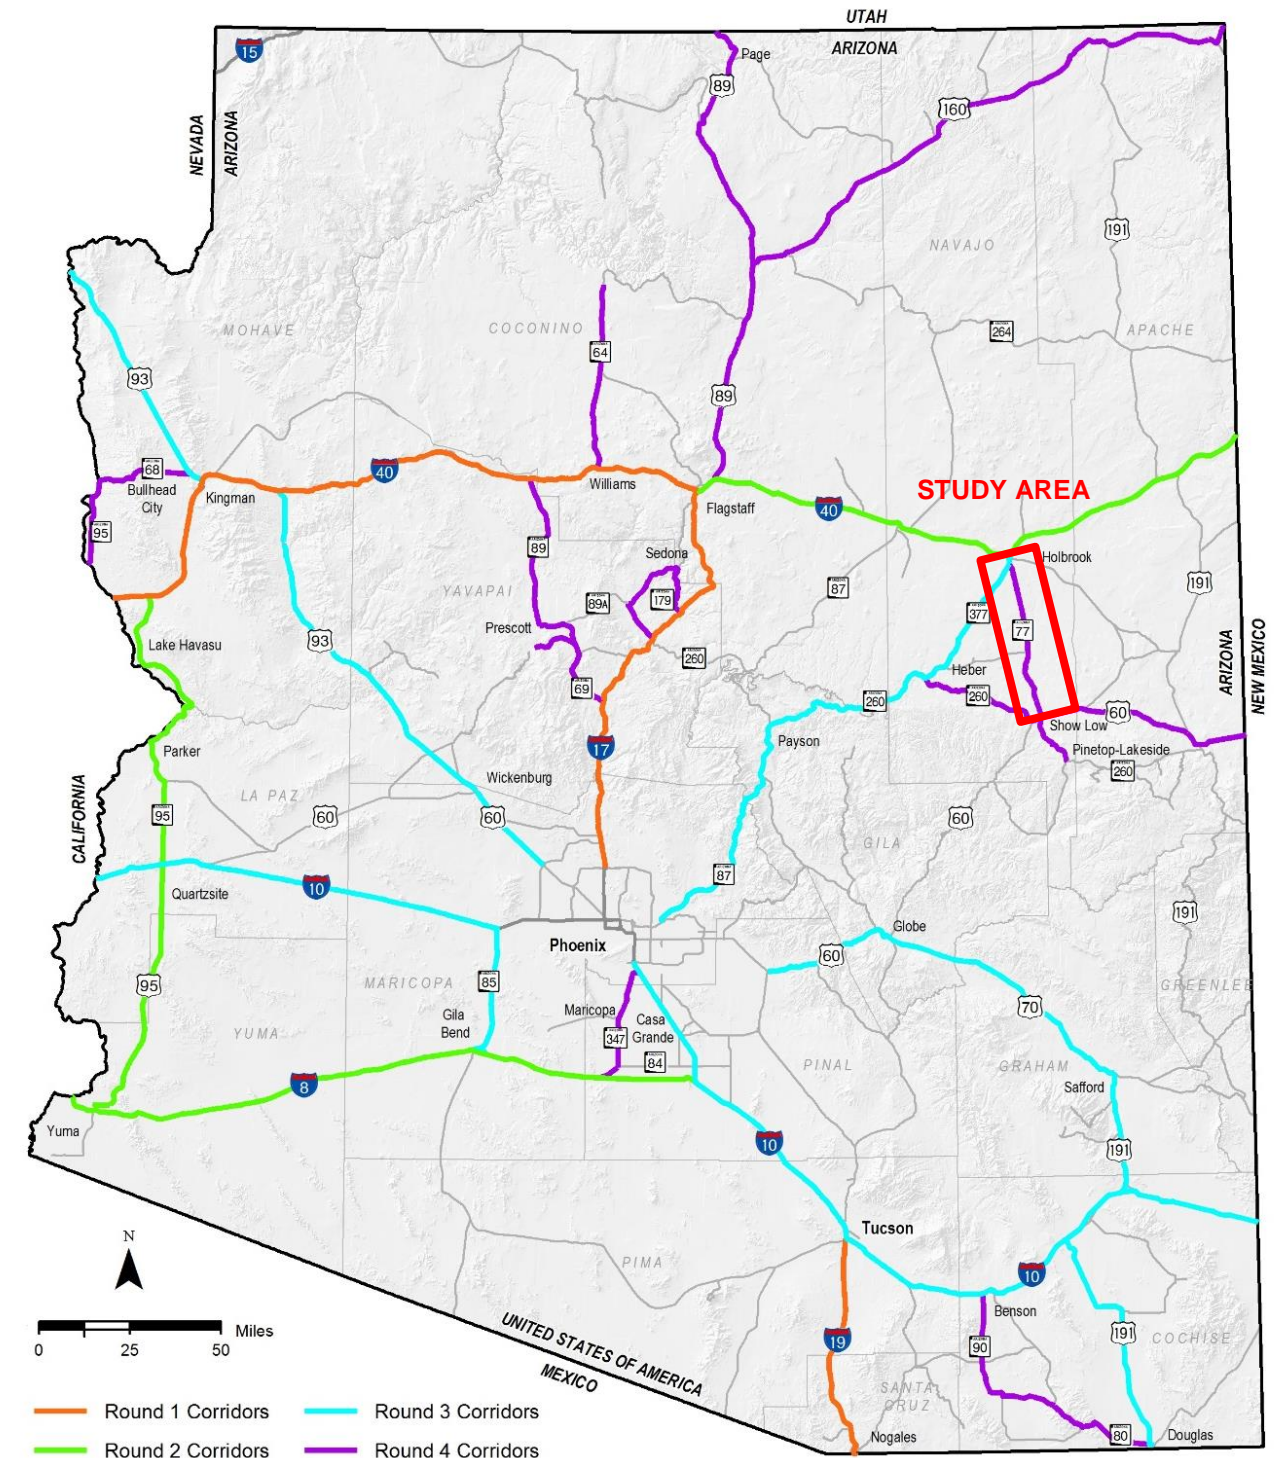 UTAH
ARIZONA
15
Page
89
160
NEVADA
ARIZONA
191
NAVAJO
MOHAVE
COCONINO
264
APACHE
64
93
89
68
40
Bullhead
City
Kingman
Williams
Flagstaff
40
STUDY AREA
95
89
Sedona
Holbrook
191
YAVAPAI
89A
179
87
377
77
Prescott
93
Lake Havasu
260
Heber
ARIZONA
NEW MEXICO
69
260
260
60
Show Low
Parker
17
Payson
Pinetop-Lakeside
260
Wickenburg
LA PAZ
CALIFORNIA
95
60
60
60
GILA
10
87
Quartzsite
191
Globe
Phoenix
60
95
MARICOPA
85
GREENLEE
Gila
Bend
Maricopa
Casa
Grande
70
YUMA
347
84
PINAL
GRAHAM
8
Safford
Yuma
10
191
N
Tucson
PIMA
10
Benson
UNITED STATES OF AMERICA
MEXICO
0 25 50 Miles
19
90
191
COCHISE
SANTA
CRUZ
Round 1 Corridors
Round 3 Corridors
Round 2 Corridors
Round 4 Corridors
80
Douglas
Nogales